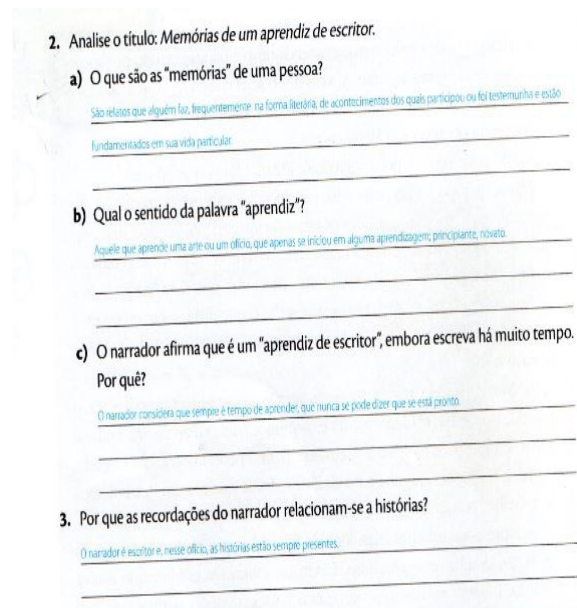 2. Analise o título: Memórias de um aprendiz de escritor.
a) O que são as "memórias" de uma pessoa?
São relatos que alguém faz, frequentemente na forma literária, de acontecimentos dos quais participou ou foi testemunha e estão
fundamentados em sua vida particular.
b) Qual o sentido da palavra "aprendiz"?
Aquele que aprende uma arte ou um ofício, que apenas se iniciou em alguma aprendizagem; principiante, novato.
c) O narrador afirma que é um "aprendiz de escritor", embora escreva há muito tempo.
Por quê?
O narrador considera que sempre é tempo de aprender, que nunca se pode dizer que se está pronto.
3. Por que as recordações do narrador relacionam-se a histórias?
O narrador é escritor e, nesse ofício, as histórias estão sempre presentes.